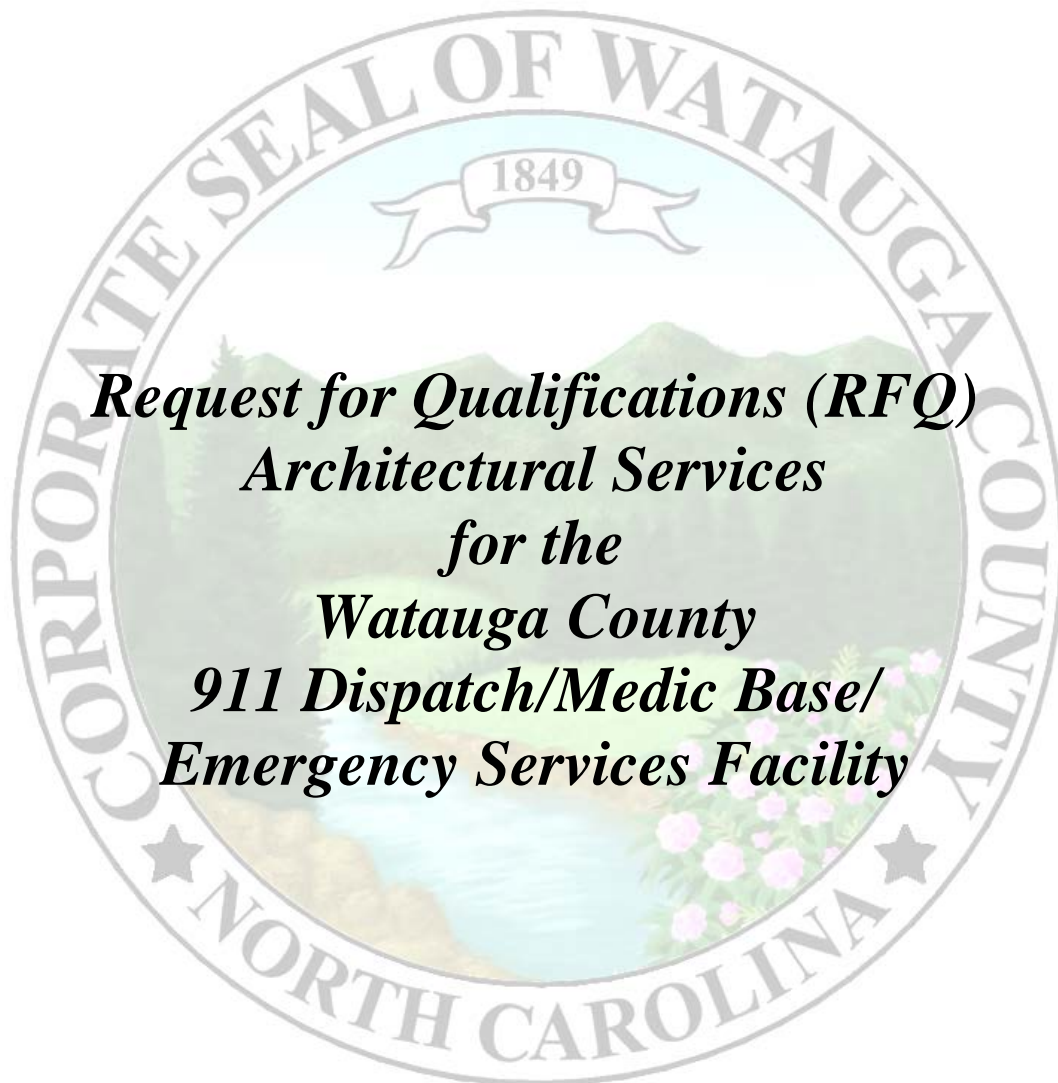 CORPORATE SEAL OF WATAUGA COUNTY
1849
Request for Qualifications (RFQ)
Architectural Services
for the
Watauga County
911 Dispatch/Medic Base/
Emergency Services Facility
NORTH CAROLINA